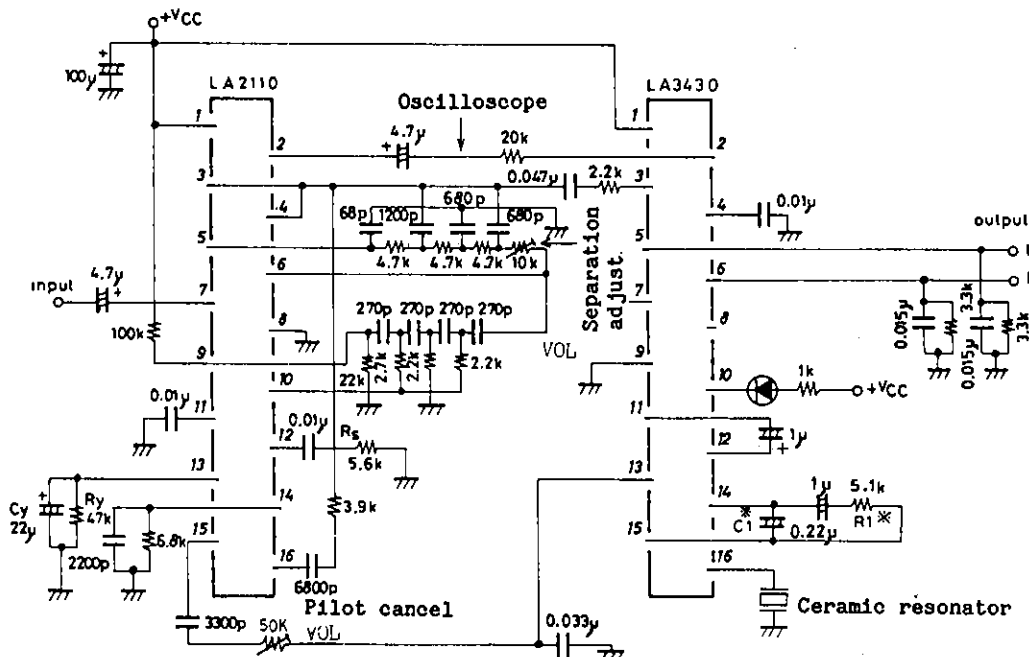 +VCC
+
100μ
LA2110
LA3430
Oscilloscope
1
2
3
4
5
6
7
8
9
10
11
12
13
14
15
16
4.7μ
+
20k
0.047μ
2.2k
68p
1200p
680p
680p
4.7k
4.7k
4.7k
10k
Separation
adjust.
input
4.7μ
+
100k
270p
270p
270p
270p
VOL
22k
2.7k
2.2k
2.2k
0.01μ
0.01μ
Rs
5.6k
3.9k
+
Cy
22μ
Ry
47k
2200p
6.8k
6800p
Pilot cancel
3300p
50K
VOL
0.033μ
1
2
3
4
5
6
7
8
9
10
11
12
13
14
15
16
0.01μ
output
0.015μ
3.3k
0.015μ
3.3k
1k
+VCC
1μ
+
1μ
5.1k
C1 ※
0.22μ
R1 ※
Ceramic resonator